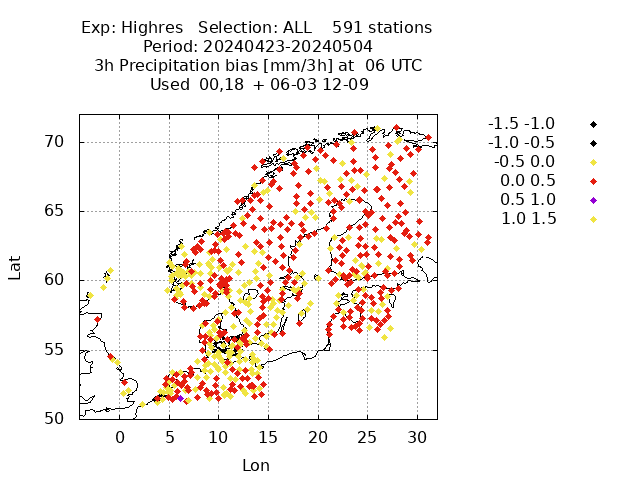 Exp: Highres Selection: ALL 591 stations
Period: 20240423-20240504
3h Precipitation bias [mm/3h] at 06 UTC
Used 00,18 + 06-03 12-09
-1.5 -1.0
-1.0 -0.5
-0.5 0.0
0.0 0.5
0.5 1.0
1.0 1.5
70
65
60
55
50
Lat
0 5 10 15 20 25 30
Lon